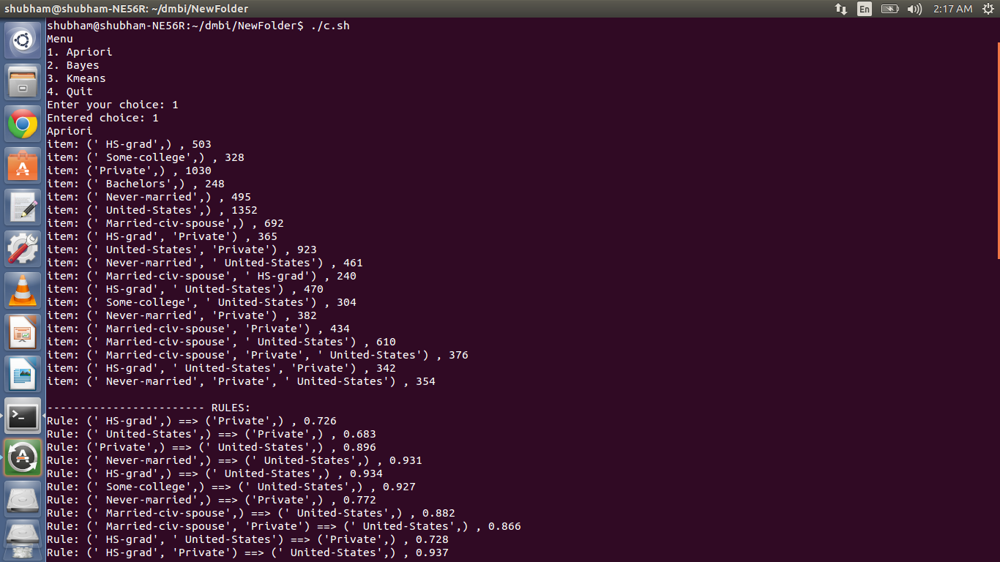 shubham@shubham-NE56R: ~/dmbi/NewFolder
En
2:17 AM
shubham@shubham-NE56R:~/dmbi/NewFolder$ ./c.sh
Menu
1. Apriori
2. Bayes
3. Kmeans
4. Quit
Enter your choice: 1
Entered choice: 1
Apriori
item: (' HS-grad',) , 503
item: (' Some-college',) , 328
item: ('Private',) , 1030
item: (' Bachelors',) , 248
item: (' Never-married',) , 495
item: (' United-States',) , 1352
item: (' Married-civ-spouse',) , 692
item: (' HS-grad', 'Private') , 365
item: (' United-States', 'Private') , 923
item: (' Never-married', ' United-States') , 461
item: (' Married-civ-spouse', ' HS-grad') , 240
item: (' HS-grad', ' United-States') , 470
item: (' Some-college', ' United-States') , 304
item: (' Never-married', 'Private') , 382
item: (' Married-civ-spouse', 'Private') , 434
item: (' Married-civ-spouse', ' United-States') , 610
item: (' Married-civ-spouse', 'Private', ' United-States') , 376
item: (' HS-grad', ' United-States', 'Private') , 342
item: (' Never-married', 'Private', ' United-States') , 354
------------------------ RULES:
Rule: (' HS-grad',) ==> ('Private',) , 0.726
Rule: (' United-States',) ==> ('Private',) , 0.683
Rule: ('Private',) ==> (' United-States',) , 0.896
Rule: (' Never-married',) ==> (' United-States',) , 0.931
Rule: (' HS-grad',) ==> (' United-States',) , 0.934
Rule: (' Some-college',) ==> (' United-States',) , 0.927
Rule: (' Never-married',) ==> ('Private',) , 0.772
Rule: (' Married-civ-spouse',) ==> (' United-States',) , 0.882
Rule: (' Married-civ-spouse', 'Private') ==> (' United-States',) , 0.866
Rule: (' HS-grad', ' United-States') ==> ('Private',) , 0.728
Rule: (' HS-grad', 'Private') ==> (' United-States',) , 0.937